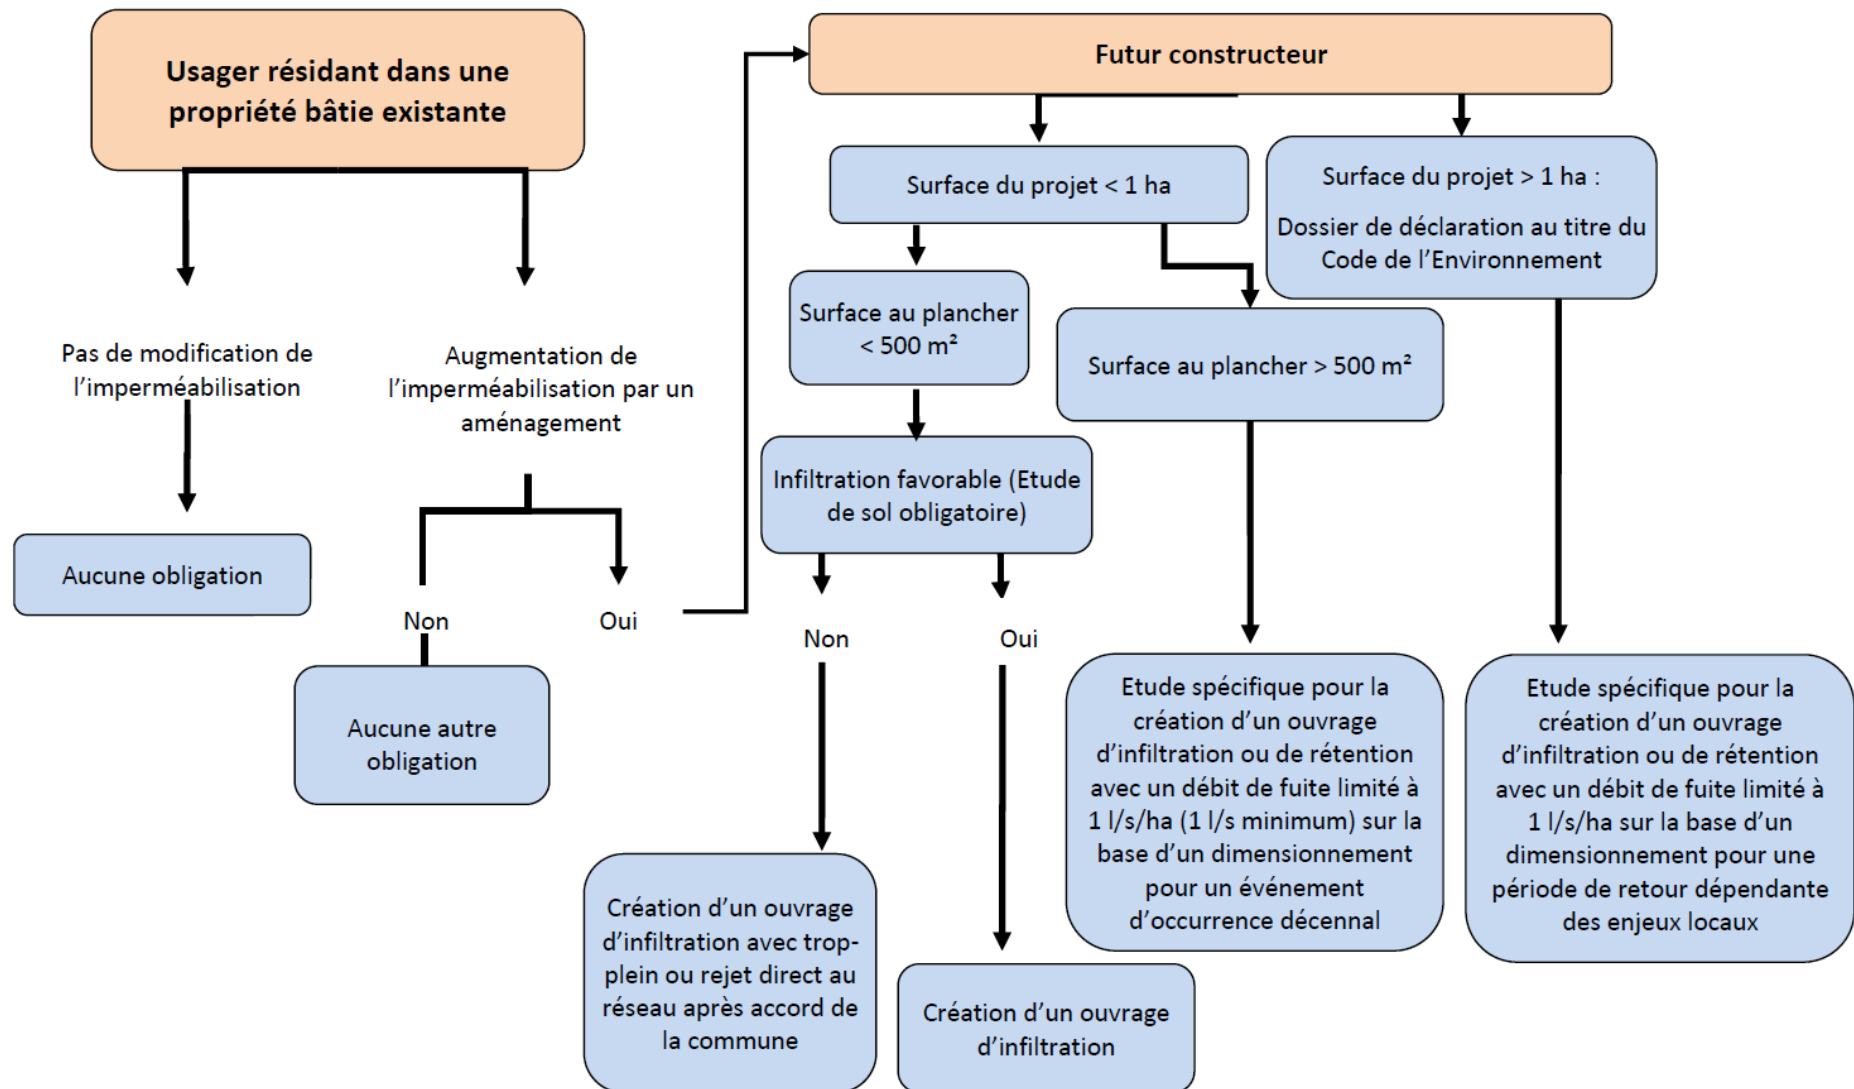 Usager résidant dans une
propriété bâtie existante
Pas de modification de
l’imperméabilisation
Aucune obligation
Augmentation de
l’imperméabilisation par un
aménagement
Non
Oui
Aucune autre
obligation
Futur constructeur
Surface du projet < 1 ha
Surface du projet > 1 ha :
Dossier de déclaration au titre du
Code de l’Environnement
Surface au plancher
< 500 m²
Surface au plancher > 500 m²
Infiltration favorable (Etude
de sol obligatoire)
Non
Oui
Création d’un ouvrage
d’infiltration avec trop-
plein ou rejet direct au
réseau après accord de
la commune
Création d’un ouvrage
d’infiltration
Etude spécifique pour la
création d’un ouvrage
d’infiltration ou de rétention
avec un débit de fuite limité à
1 l/s/ha (1 l/s minimum) sur la
base d’un dimensionnement
pour un événement
d’occurrence décennal
Etude spécifique pour la
création d’un ouvrage
d’infiltration ou de rétention
avec un débit de fuite limité à
1 l/s/ha sur la base d’un
dimensionnement pour une
période de retour dépendante
des enjeux locaux